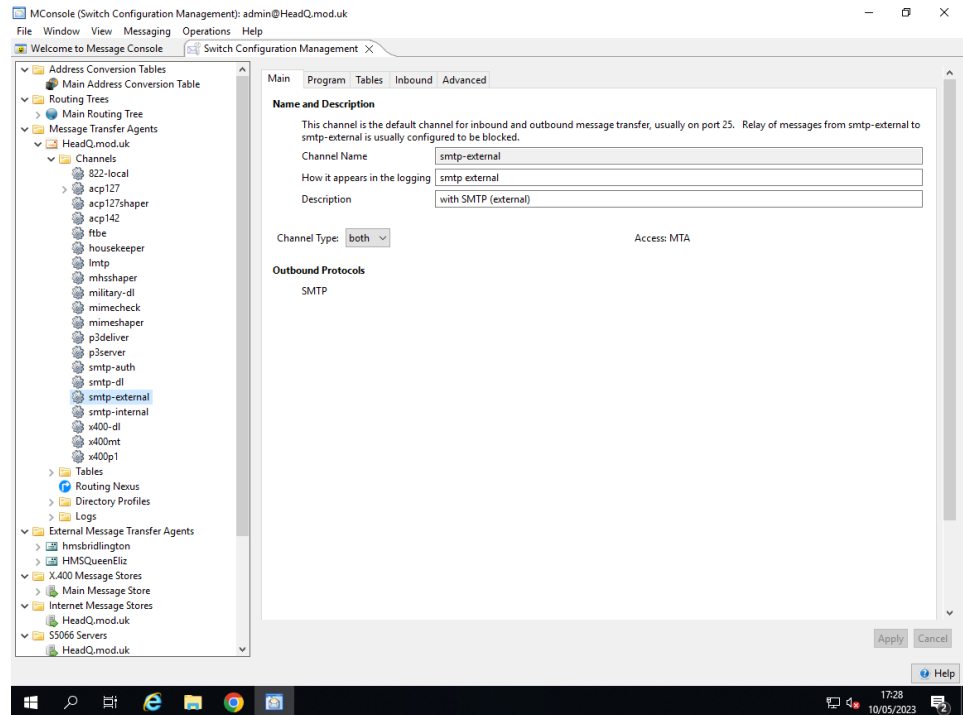 MConsole (Switch Configuration Management): admin@HeadQ.mod.uk
File Window View Messaging Operations Help
Welcome to Message Console
Switch Configuration Management
Address Conversion Tables
Main Address Conversion Table
Routing Trees
Main Routing Tree
Message Transfer Agents
HeadQ.mod.uk
Channels
822-local
acp127
acp127shaper
acp142
ftbe
housekeeper
lmtp
mhsshaper
military-dl
mimecheck
mimeshaper
p3deliver
p3server
smtp-auth
smtp-dl
smtp-external
smtp-internal
x400-dl
x400mt
x400p1
Tables
Routing Nexus
Directory Profiles
Logs
External Message Transfer Agents
hmsbridlington
HMSQueenEliz
X.400 Message Stores
Main Message Store
Internet Message Stores
HeadQ.mod.uk
S5066 Servers
HeadQ.mod.uk
Main Program Tables Inbound Advanced
Name and Description
This channel is the default channel for inbound and outbound message transfer, usually on port 25. Relay of messages from smtp-external to
smtp-external is usually configured to be blocked.
Channel Name smtp-external
How it appears in the logging smtp external
Description with SMTP (external)
Channel Type: both Access: MTA
Outbound Protocols
SMTP
Apply Cancel
Help
17:28
10/05/2023
2